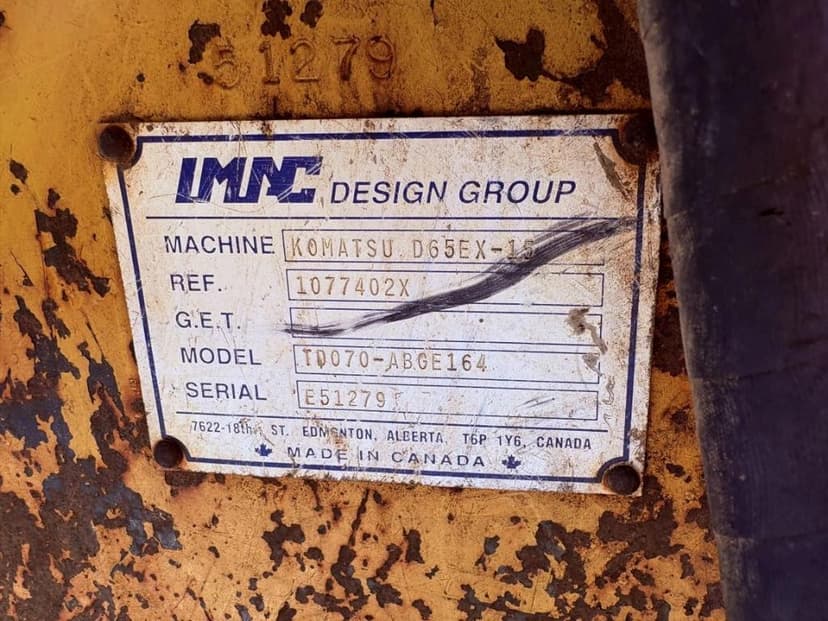 51279
IMAC DESIGN GROUP
MACHINE KOMATSU D65EX-15
REF. 1077402X
G.E.T.
MODEL TD070-ABGE164
SERIAL E51279
7622-18th ST. EDMONTON, ALBERTA, T6P 1Y6, CANADA
MADE IN CANADA